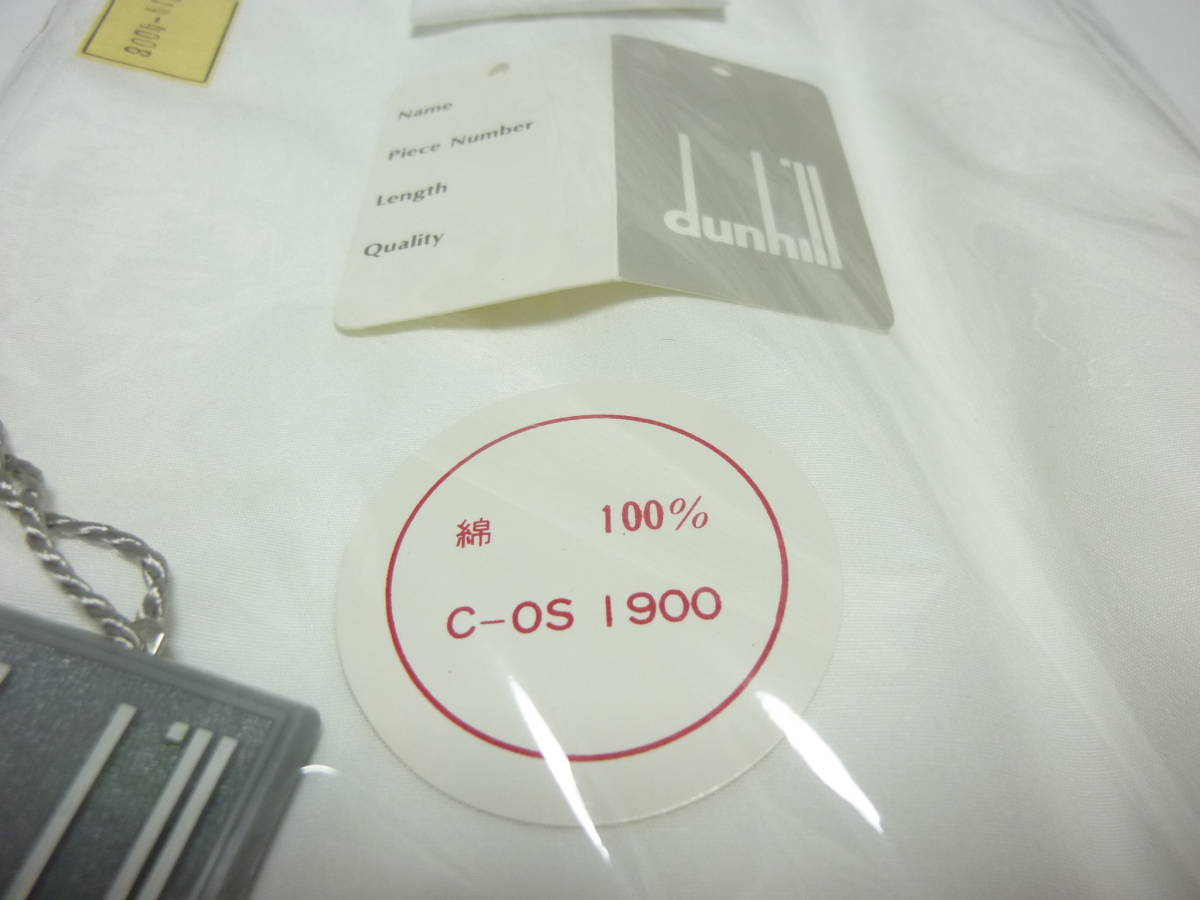 Name
Piece Number
Length
Quality
dunhill
綿 100%
C-OS 1900